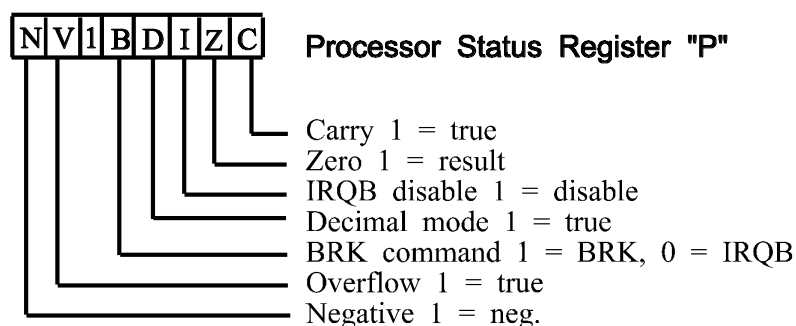 N V 1 B D I Z C
Processor Status Register "P"
Carry 1 = true
Zero 1 = result
IRQB disable 1 = disable
Decimal mode 1 = true
BRK command 1 = BRK, 0 = IRQB
Overflow 1 = true
Negative 1 = neg.